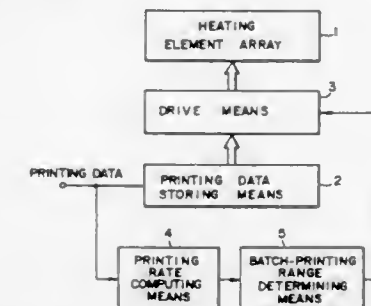 1
HEATING
ELEMENT ARRAY
3
DRIVE MEANS
PRINTING DATA
PRINTING DATA
STORING MEANS
2
4
5
PRINTING
RATE
COMPUTING
MEANS
BATCH-PRINTING
RANGE
DETERMINING
MEANS